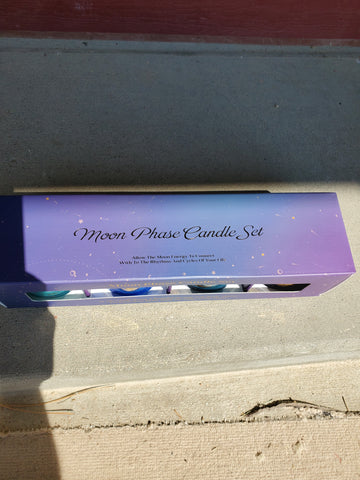 Moon Phase Candle Set
Allow The Moon Energy To Connect
With To The Rhythms And Cycles Of Your Life